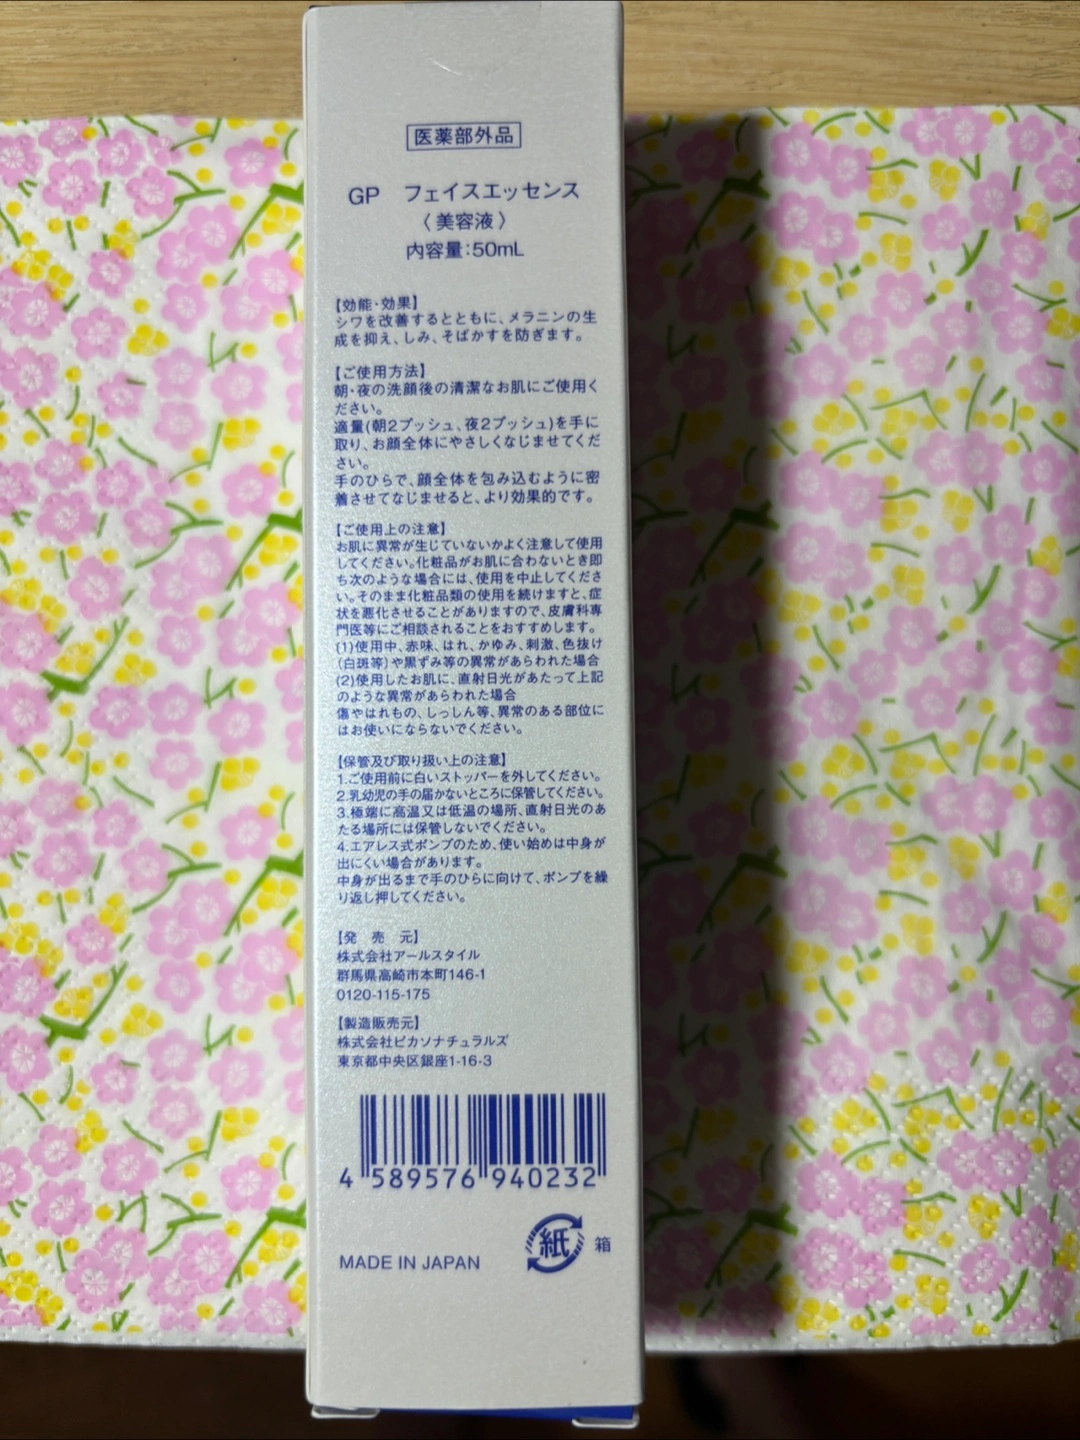 医薬部外品
GP フェイスエッセンス
〈美容液〉
内容量:50mL
【効能・効果】
シワを改善するとともに、メラニンの生
成を抑え、しみ、そばかすを防ぎます。
【ご使用方法】
朝・夜の洗顔後の清潔なお肌にご使用く
ださい。
適量(朝2プッシュ、夜2プッシュ)を手に
取り、お顔全体にやさしくなじませてくだ
さい。
手のひらで、顔全体を包み込むように密
着させてなじませると、より効果的です。
【ご使用上の注意】
お肌に異常が生じていないかよく注意して使用
してください。化粧品がお肌に合わないとき即
ち次のような場合には、使用を中止してくださ
い。そのまま化粧品類の使用を続けますと、症
状を悪化させることがありますので、皮膚科専
門医等にご相談されることをおすすめします。
(1)使用中、赤味、はれ、かゆみ、刺激、色抜け
(白斑等)や黒ずみ等の異常があらわれた場合
(2)使用したお肌に、直射日光があたって上記
のような異常があらわれた場合
傷やはれもの、しっしん等、異常のある部位に
はお使いにならないでください。
【保管及び取り扱い上の注意】
1.ご使用前に白いストッパーを外してください。
2.乳幼児の手の届かないところに保管してください。
3.極端に高温又は低温の場所、直射日光のあ
たる場所には保管しないでください。
4.エアレス式ポンプのため、使い始めは中身が
出にくい場合があります。
中身が出るまで手のひらに向けて、ポンプを繰
り返し押してください。
【発 売 元】
株式会社アールスタイル
群馬県高崎市本町146-1
0120-115-175
【製造販売元】
株式会社ピカソナチュラルズ
東京都中央区銀座1-16-3
4 589576 940232
紙 箱
MADE IN JAPAN